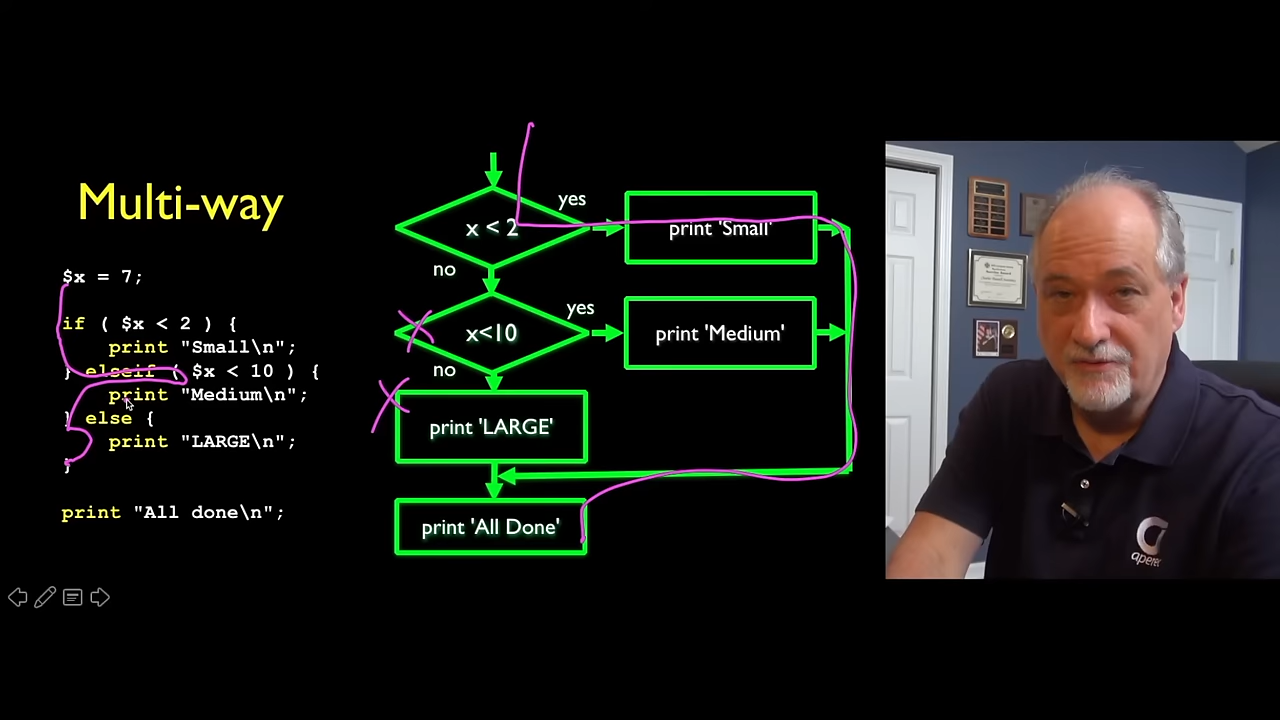 Multi-way
$x = 7;
if ( $x < 2 ) {
print "Small\n";
} elseif ( $x < 10 ) {
print "Medium\n";
} else {
print "LARGE\n";
}
print "All done\n";
x < 2
yes
print 'Small'
no
x<10
yes
print 'Medium'
no
print 'LARGE'
print 'All Done'